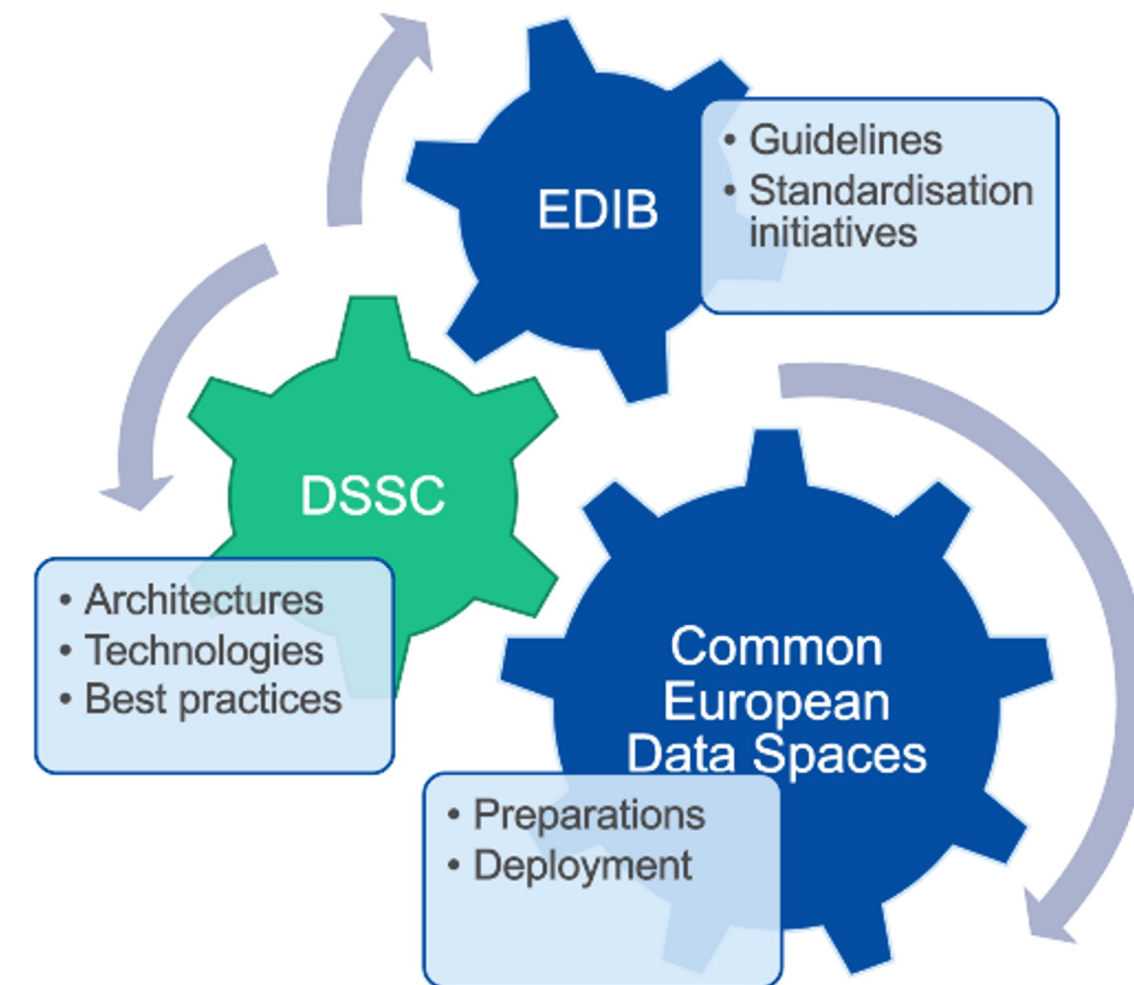 EDIB
• Guidelines
• Standardisation
initiatives
DSSC
• Architectures
• Technologies
• Best practices
Common
European
Data Spaces
• Preparations
• Deployment